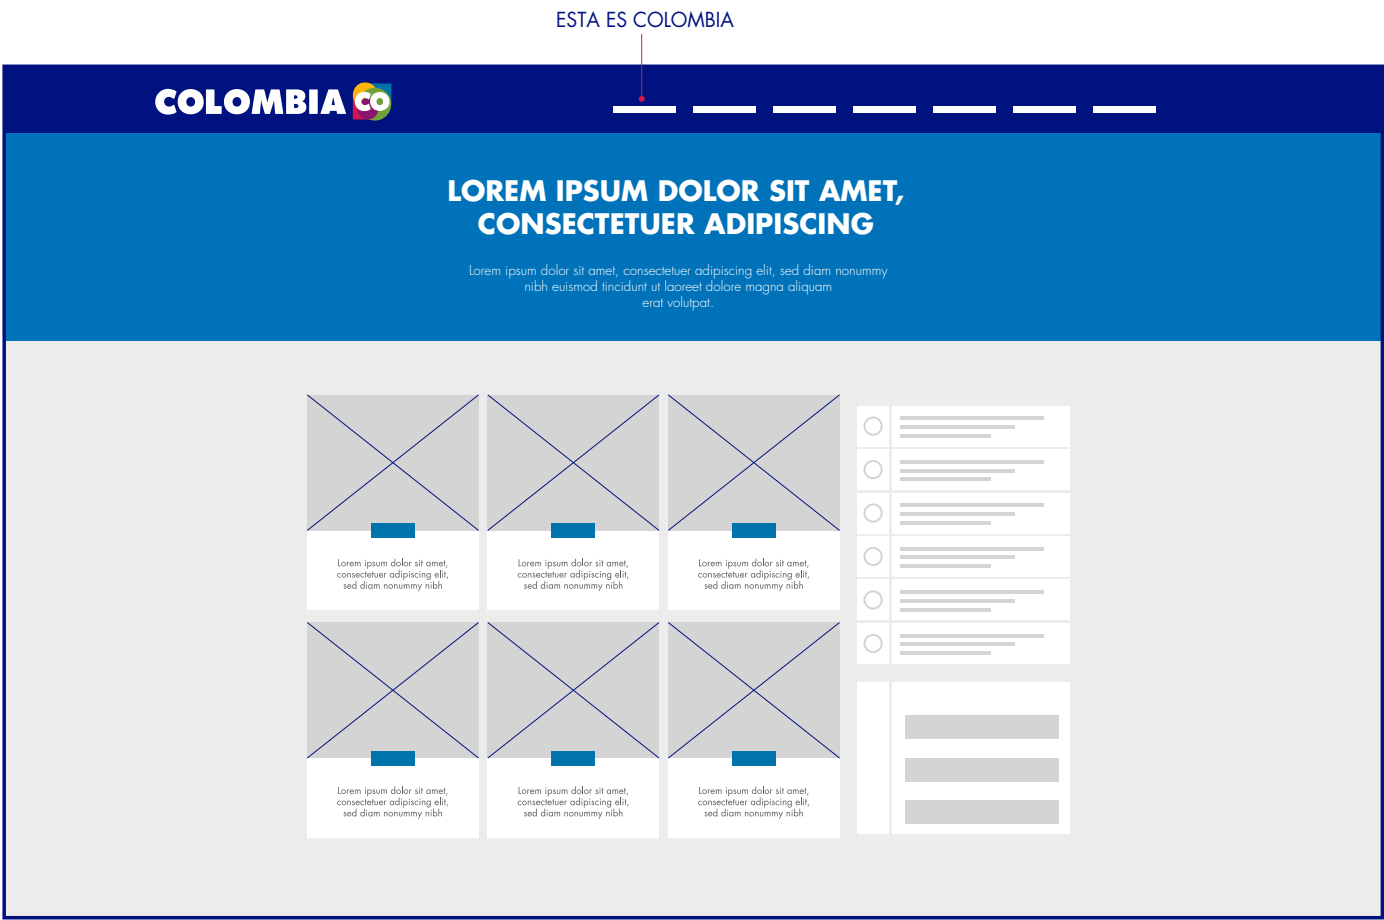 ESTA ES COLOMBIA
COLOMBIA CO
LOREM IPSUM DOLOR SIT AMET,
CONSECTETUER ADIPISCING
Lorem ipsum dolor sit amet, consectetuer adipiscing elit, sed diam nonummy
nibh euismod tincidunt ut laoreet dolore magna aliquam
erat volutpat.
Lorem ipsum dolor sit amet,
consectetuer adipiscing elit,
sed diam nonummy nibh
Lorem ipsum dolor sit amet,
consectetuer adipiscing elit,
sed diam nonummy nibh
Lorem ipsum dolor sit amet,
consectetuer adipiscing elit,
sed diam nonummy nibh
Lorem ipsum dolor sit amet,
consectetuer adipiscing elit,
sed diam nonummy nibh
Lorem ipsum dolor sit amet,
consectetuer adipiscing elit,
sed diam nonummy nibh
Lorem ipsum dolor sit amet,
consectetuer adipiscing elit,
sed diam nonummy nibh